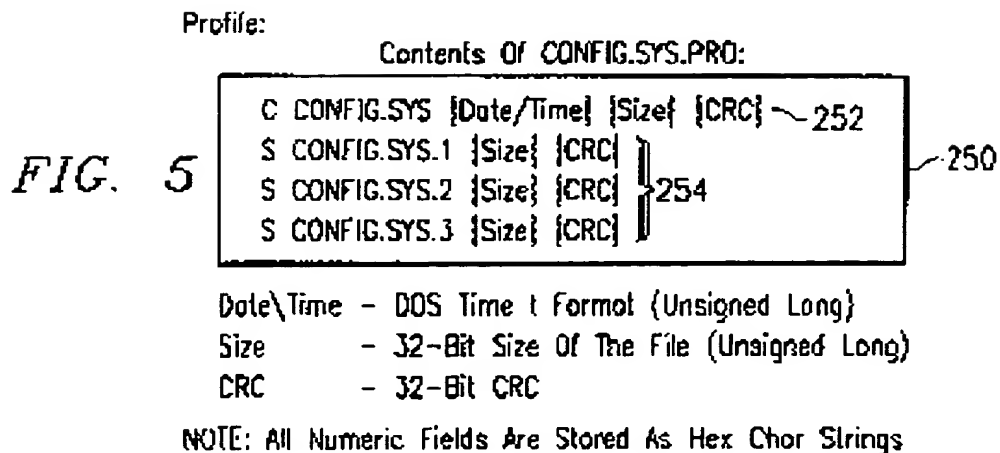 Profile:
Contents Of CONFIG.SYS.PRO:
C CONFIG.SYS {Date/Time} {Size} {CRC} 252
S CONFIG.SYS.1 {Size} {CRC}
S CONFIG.SYS.2 {Size} {CRC} 254
S CONFIG.SYS.3 {Size} {CRC}
250
FIG. 5
Date\Time - DOS Time t Format (Unsigned Long)
Size - 32-Bit Size Of The File (Unsigned Long)
CRC - 32-Bit CRC
NOTE: All Numeric Fields Are Stored As Hex Char Strings